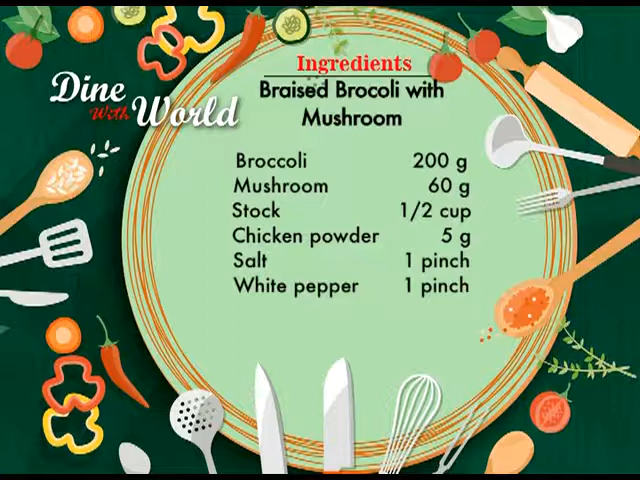 Dine
With World
Ingredients
Braised Brocoli with
Mushroom
Broccoli 200 g
Mushroom 60 g
Stock 1/2 cup
Chicken powder 5 g
Salt 1 pinch
White pepper 1 pinch